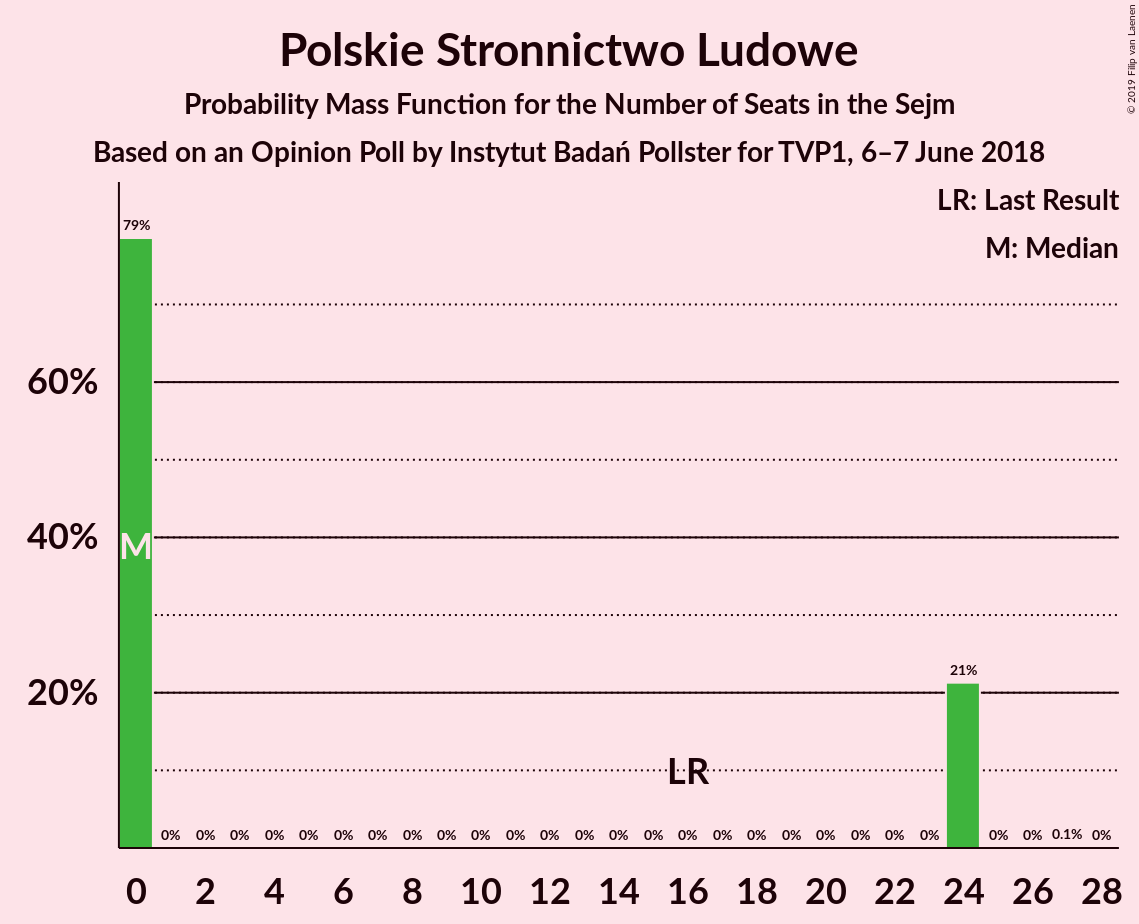 Polskie Stronnictwo Ludowe
Probability Mass Function for the Number of Seats in the Sejm
Based on an Opinion Poll by Instytut Badań Pollster for TVP1, 6–7 June 2018
© 2019 Filip van Laenen
LR: Last Result
M: Median
79%
60%
40%
M
21%
20%
LR
0% 0% 0% 0% 0% 0% 0% 0% 0% 0% 0% 0% 0% 0% 0% 0% 0% 0% 0% 0% 0% 0% 0% 0% 0% 0.1% 0%
0 2 4 6 8 10 12 14 16 18 20 22 24 26 28